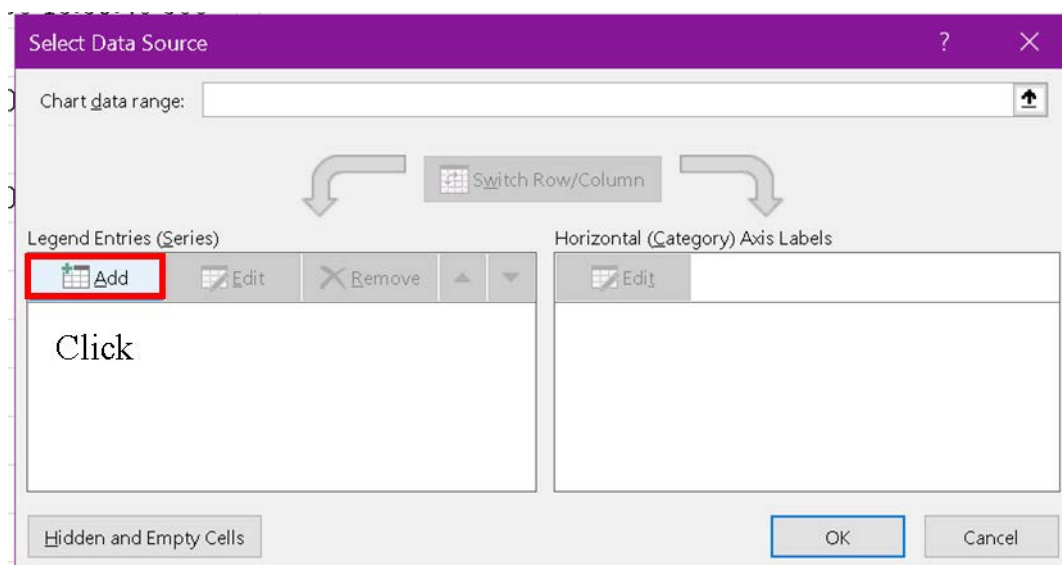 Select Data Source
?
Chart data range:
Switch Row/Column
Legend Entries (Series)
Horizontal (Category) Axis Labels
Add
Edit
Remove
Edit
Click
Hidden and Empty Cells
OK
Cancel